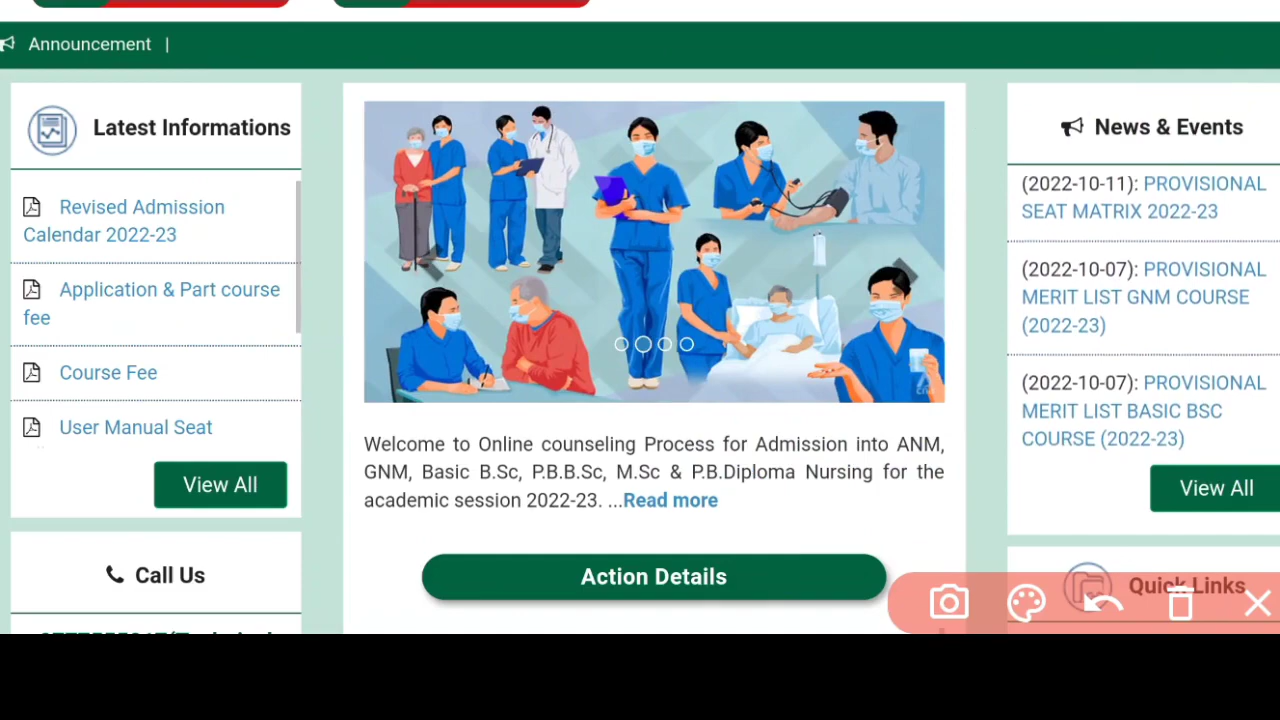 Announcement |
Latest Informations
Revised Admission
Calendar 2022-23
Application & Part course
fee
Course Fee
User Manual Seat
View All
Call Us
Welcome to Online counseling Process for Admission into ANM,
GNM, Basic B.Sc, P.B.B.Sc, M.Sc & P.B.Diploma Nursing for the
academic session 2022-23. ...Read more
Action Details
News & Events
(2022-10-11): PROVISIONAL
SEAT MATRIX 2022-23
(2022-10-07): PROVISIONAL
MERIT LIST GNM COURSE
(2022-23)
(2022-10-07): PROVISIONAL
MERIT LIST BASIC BSC
COURSE (2022-23)
View All
Quick Links